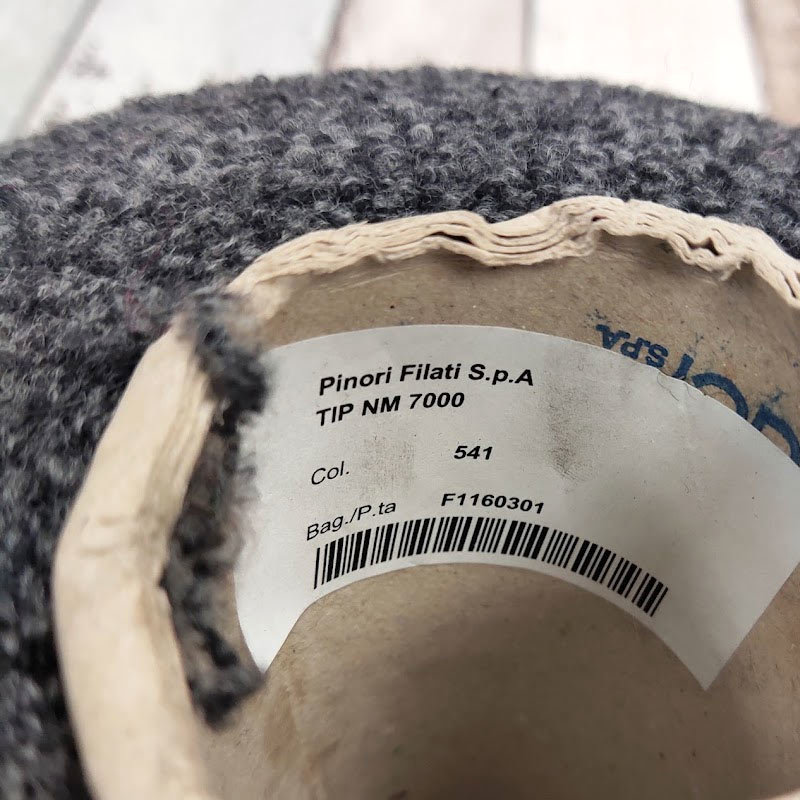 Pinori Filati S.p.A
TIP NM 7000
Col. 541
Bag./P.ta F1160301
S.P.A.